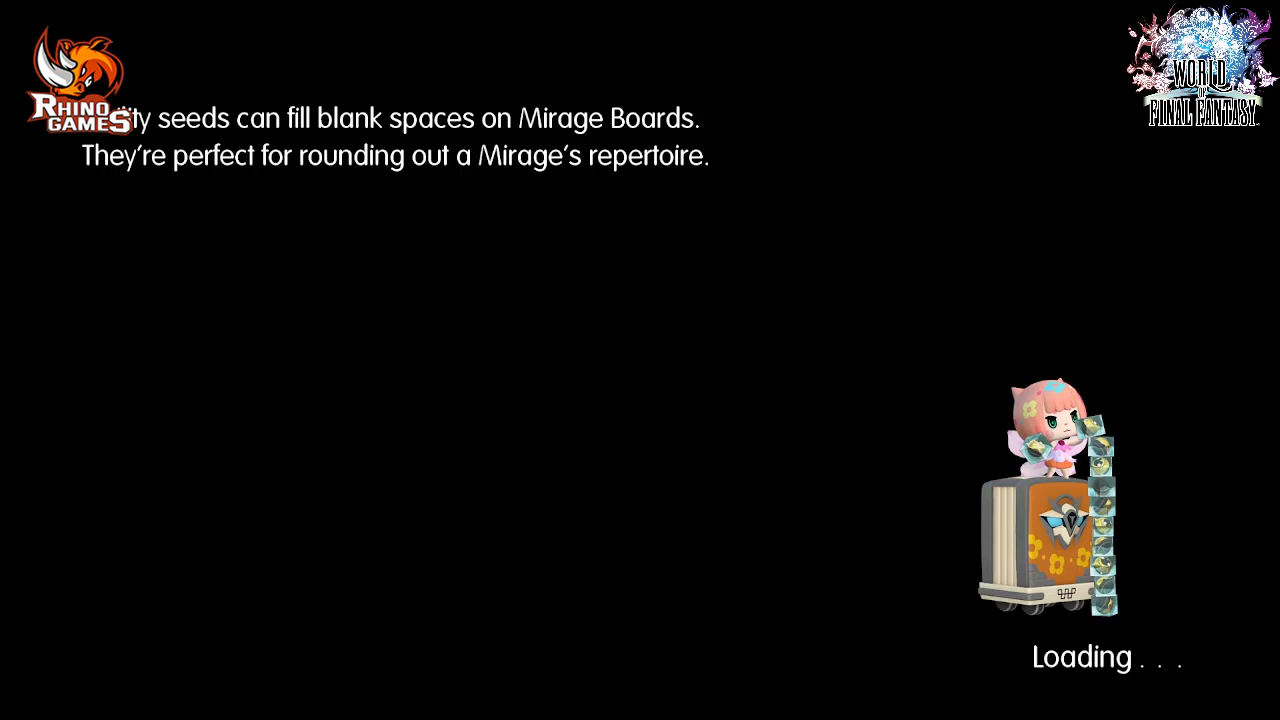 RHINO
GAMES
WORLD
OF
FINAL FANTASY
seeds can fill blank spaces on Mirage Boards.
They're perfect for rounding out a Mirage's repertoire.
Loading . . .